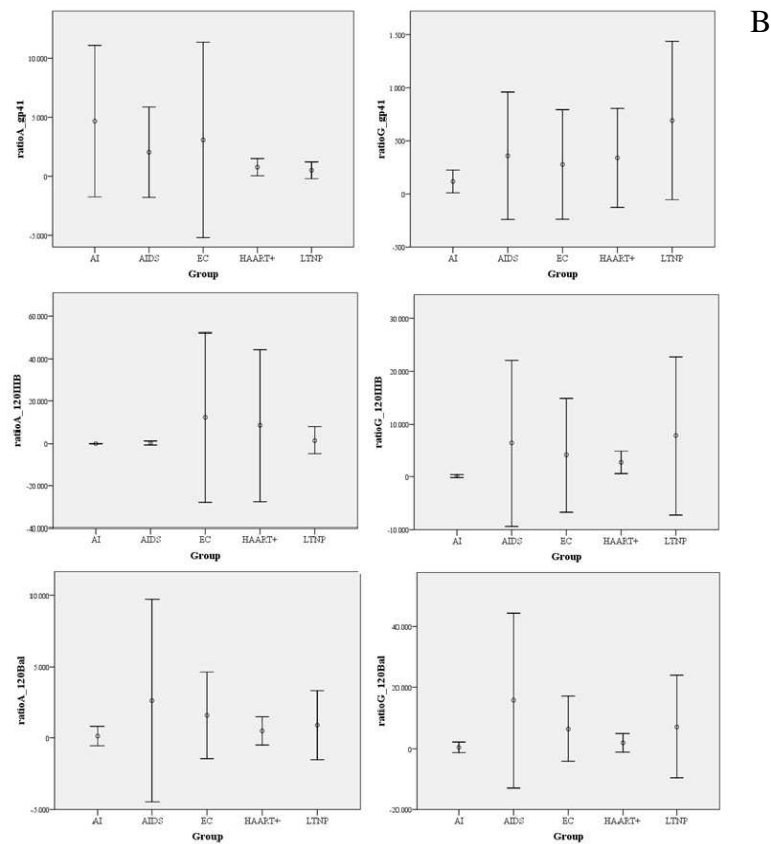 B
ratioA_gp41
10.000
5.000
0
-5.000
AI AIDS EC HAART+ LTNP
Group
ratioG_gp41
1.500
1.000
500
0
-500
AI AIDS EC HAART+ LTNP
Group
ratioA_120IIIB
60.000
40.000
20.000
0
-20.000
-40.000
AI AIDS EC HAART+ LTNP
Group
ratioG_120IIIB
30.000
20.000
10.000
0
-10.000
AI AIDS EC HAART+ LTNP
Group
ratioA_120Bal
10.000
5.000
0
-5.000
AI AIDS EC HAART+ LTNP
Group
ratioG_120Bal
40.000
20.000
0
-20.000
AI AIDS EC HAART+ LTNP
Group